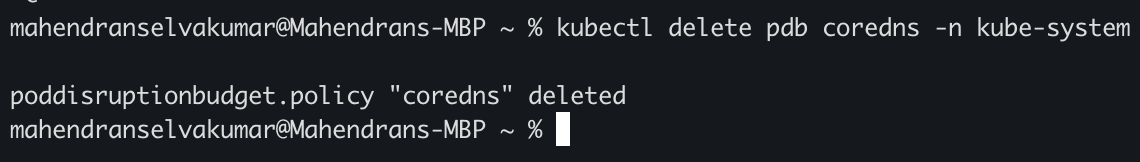 mahendranselvakumar@Mahendrans-MBP ~ % kubectl delete pdb coredns -n kube-system
poddisruptionbudget.policy "coredns" deleted
mahendranselvakumar@Mahendrans-MBP ~ %